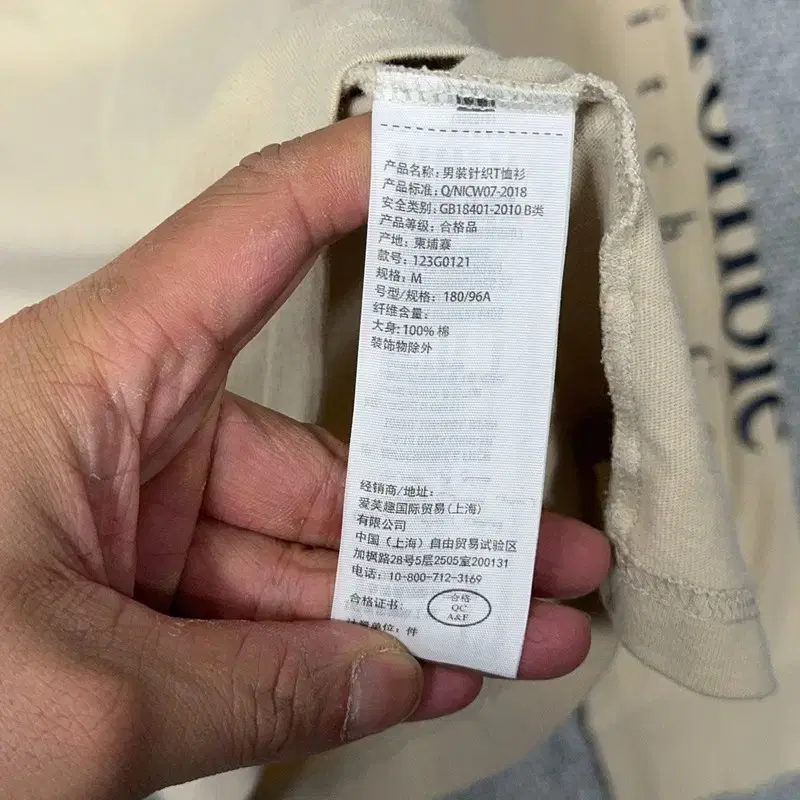 产品名称：男装针织T恤衫
产品标准：Q/NICW07-2018
安全类别：GB18401-2010 B类
产品等级：合格品
产地：柬埔寨
款号：123G0121
规格：M
号型/规格：180/96A
纤维含量：
大身：100% 棉
装饰物除外
经销商/地址：
爱芙趣国际贸易(上海)
有限公司
中国（上海）自由贸易试验区
加枫路28号5层2505室200131
电话：10-800-712-3169
合格证书：
合格
QC
A&F
单位：件